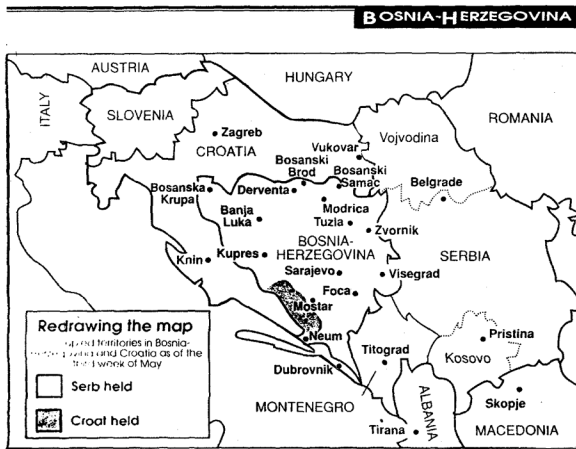 BOSNIA-HERZEGOVINA
AUSTRIA
HUNGARY
ITALY
SLOVENIA
ROMANIA
Zagreb
CROATIA
Vukovar
Vojvodina
Bosanski
Brod
Bosanski
Samac
Belgrade
Bosanska
Krupa
Derventa
Modrica
Banja
Luka
Tuzla
Zvornik
BOSNIA-
HERZEGOVINA
SERBIA
Knin
Kupres
Sarajevo
Visegrad
Foca
Mostar
Redrawing the map
territories in Bosnia-
and Croatia as of the
third week of May
Serb held
Croat held
Neum
Titograd
Pristina
Kosovo
Dubrovnik
MONTENEGRO
ALBANIA
Skopje
Tirana
MACEDONIA